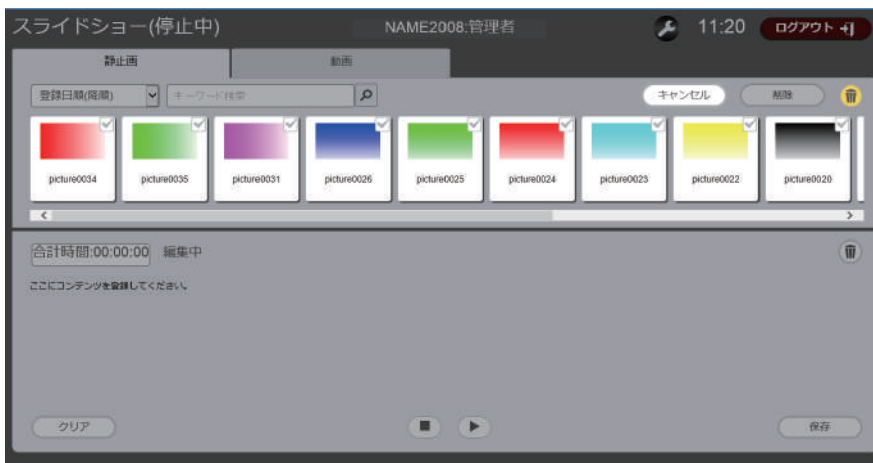 スライドショー(停止中) NAME2008:管理者 11:20 ログアウト
静止画 動画
登録日順(降順) キーワード検索 キャンセル 削除
picture0034 picture0035 picture0031 picture0026 picture0025 picture0024 picture0023 picture0022 picture0020
合計時間:00:00:00 編集中
ここにコンテンツを登録してください。
クリア 保存